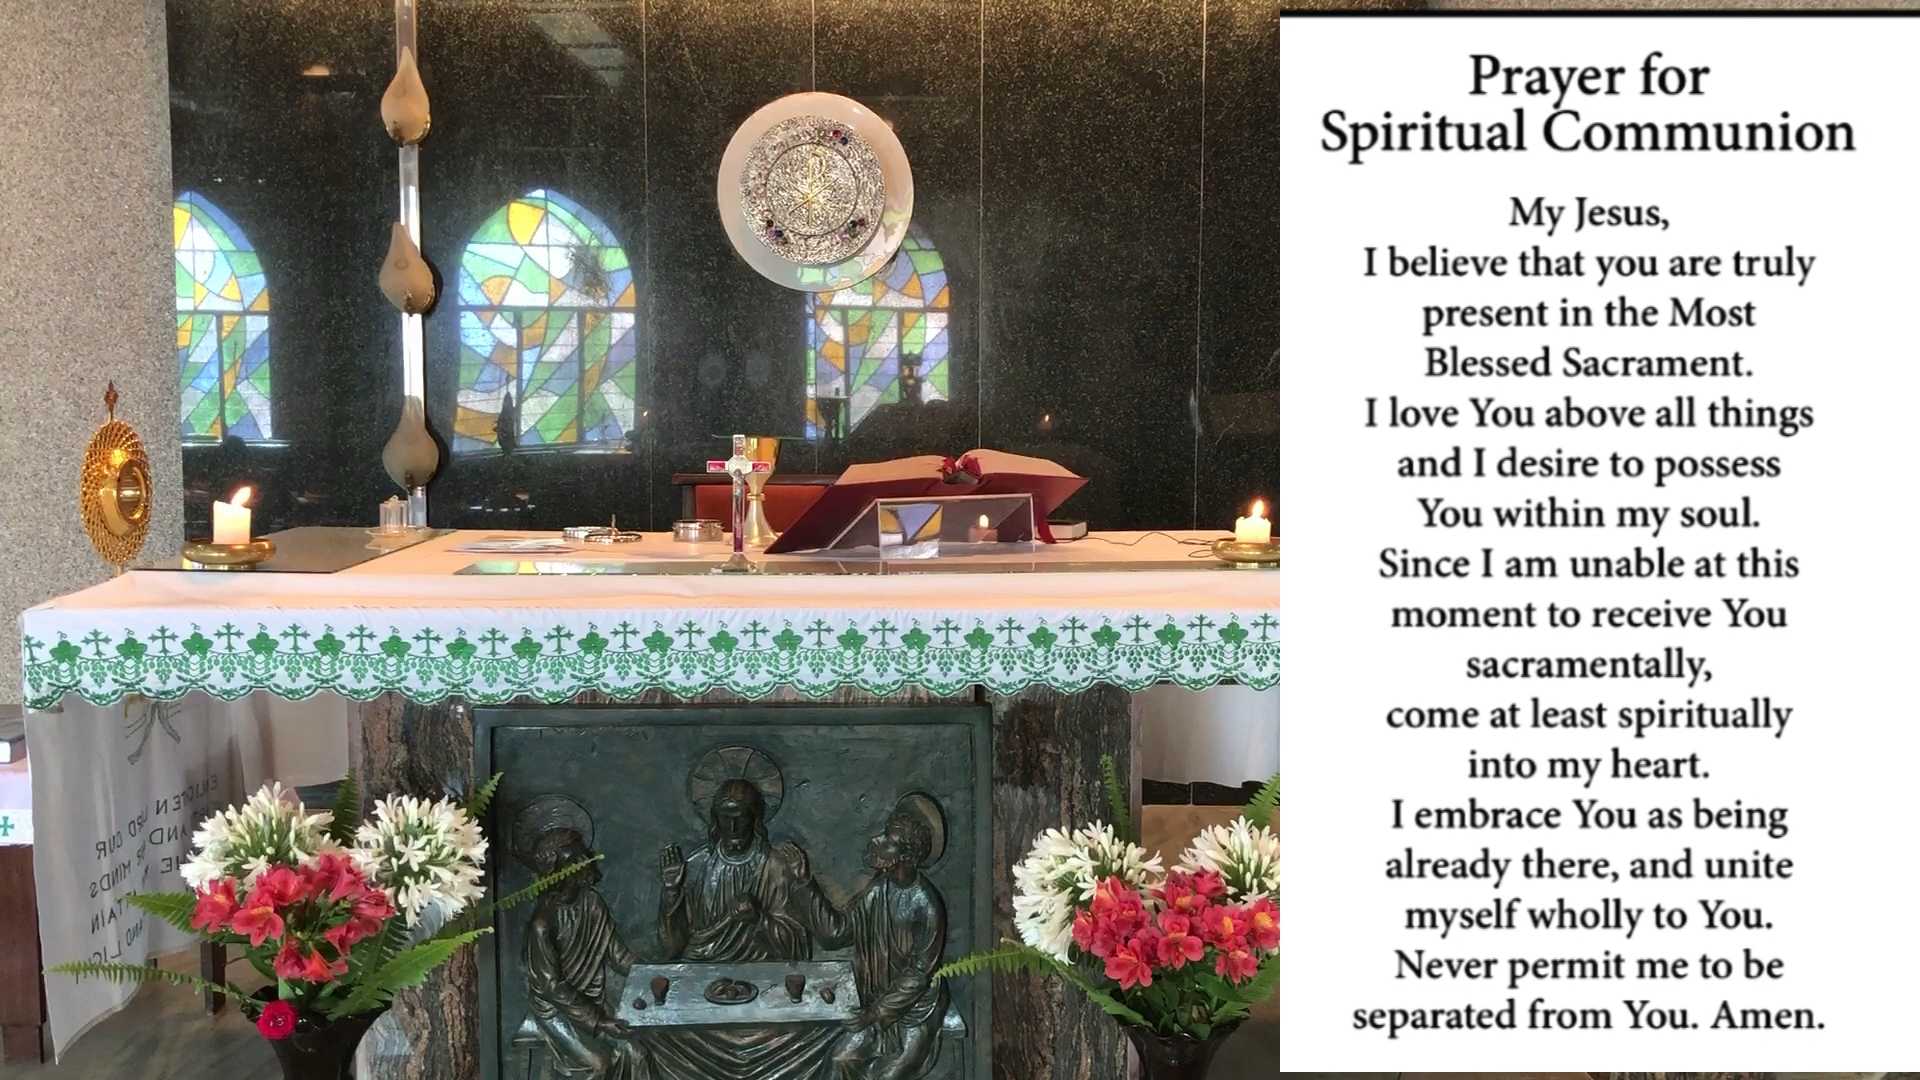 Prayer for
Spiritual Communion
My Jesus,
I believe that you are truly
present in the Most
Blessed Sacrament.
I love You above all things
and I desire to possess
You within my soul.
Since I am unable at this
moment to receive You
sacramentally,
come at least spiritually
into my heart.
I embrace You as being
already there, and unite
myself wholly to You.
Never permit me to be
separated from You. Amen.